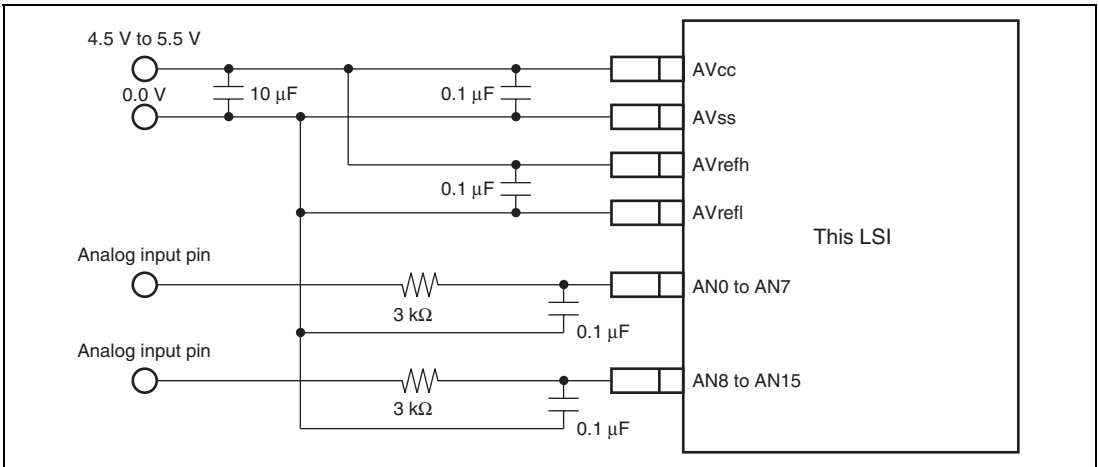 4.5 V to 5.5 V
0.0 V
10 μF
0.1 μF
AVcc
AVss
AVrefh
0.1 μF
AVrefl
This LSI
Analog input pin
AN0 to AN7
3 kΩ
0.1 μF
Analog input pin
AN8 to AN15
3 kΩ
0.1 μF